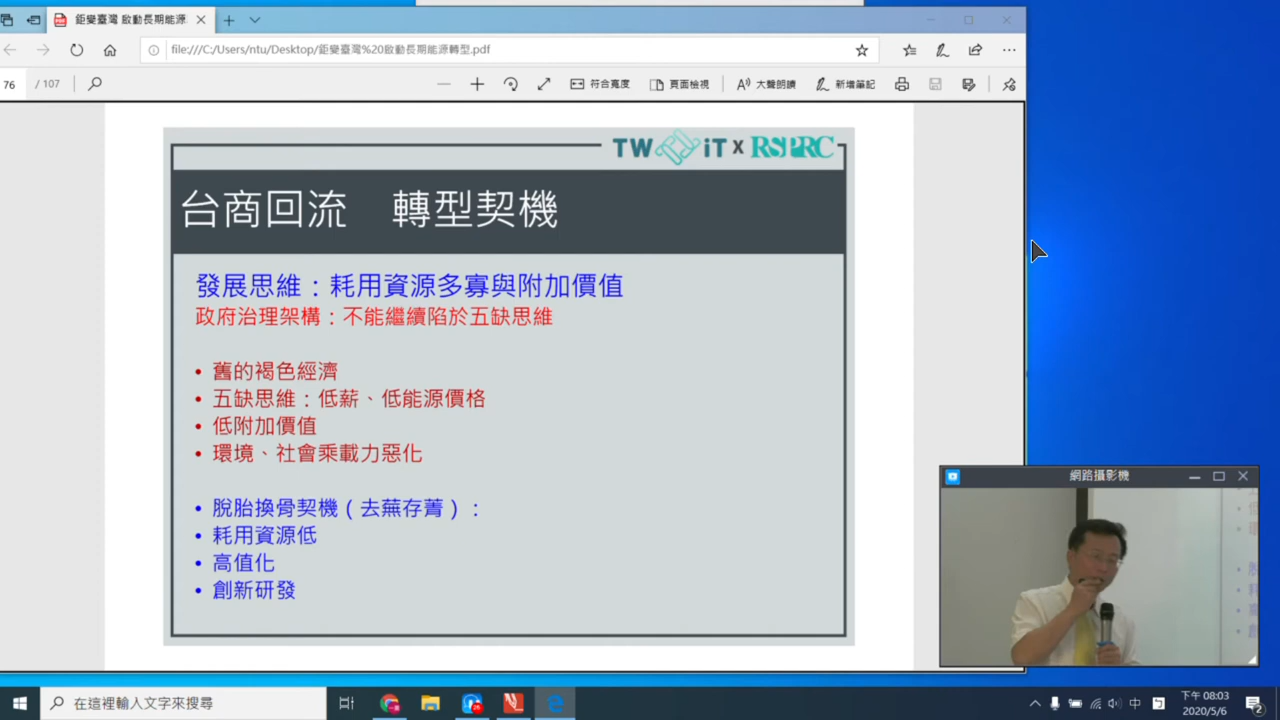 鉅變臺灣 啟動長期能源
file:///C:/Users/ntu/Desktop/鉅變臺灣%20啟動長期能源轉型.pdf
76 / 107
符合寬度
頁面檢視
大聲朗讀
新增筆記
TW iT X RSPRC
台商回流 轉型契機
發展思維：耗用資源多寡與附加價值
政府治理架構：不能繼續陷於五缺思維
• 舊的褐色經濟
• 五缺思維：低薪、低能源價格
• 低附加價值
• 環境、社會乘載力惡化
• 脫胎換骨契機（去蕪存菁）：
• 耗用資源低
• 高值化
• 創新研發
網路攝影機
在這裡輸入文字來搜尋
中
下午 08:03
2020/5/6
2